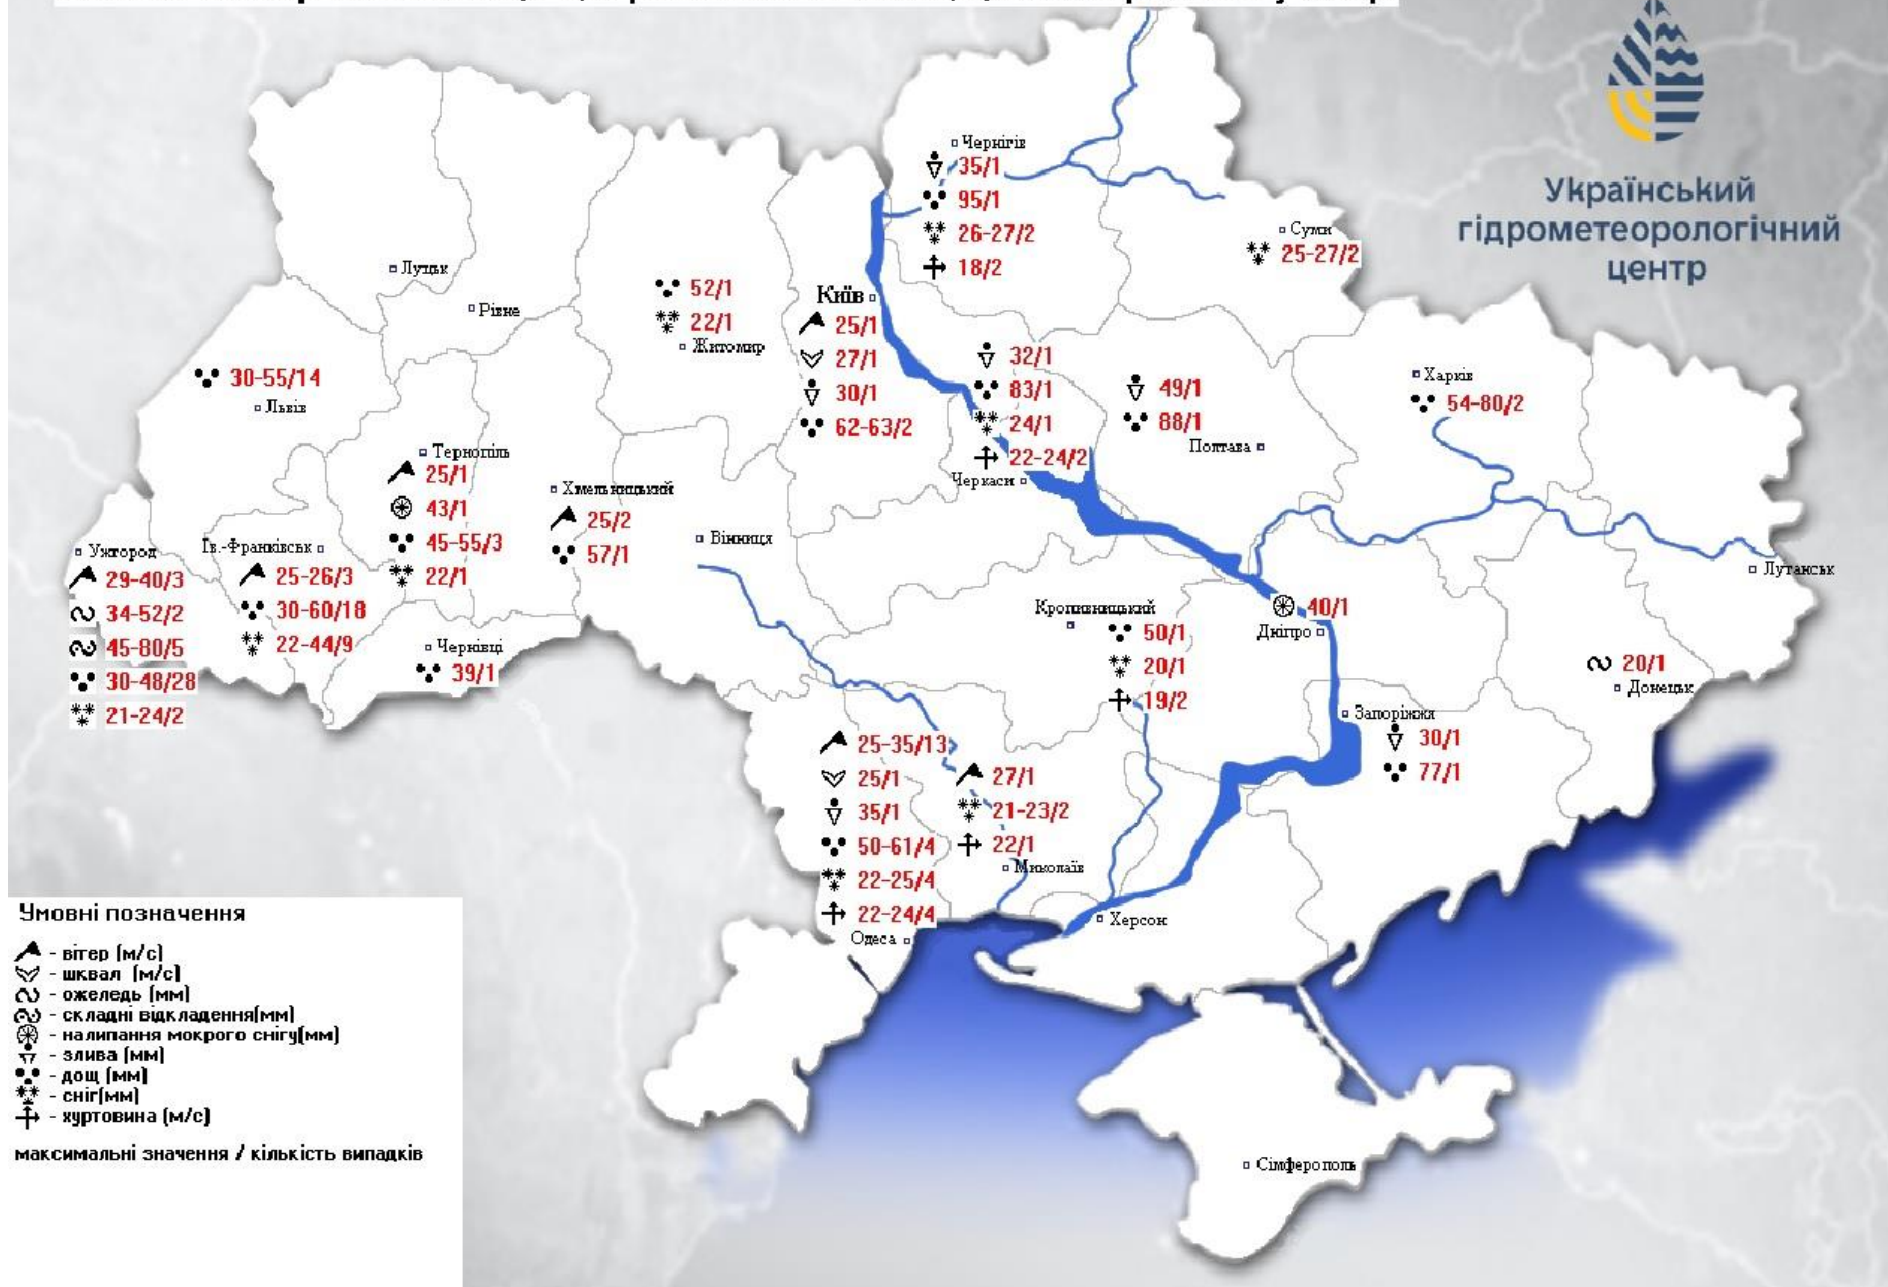 Український
гідрометеорологічний
центр
Чернігів
35/1
95/1
26-27/2
18/2
Суми
25-27/2
Луцьк
Рівне
52/1
22/1
Житомир
Київ
25/1
27/1
30/1
62-63/2
32/1
83/1
24/1
22-24/2
Черкаси
49/1
88/1
Полтава
Харків
54-80/2
30-55/14
Львів
Тернопіль
25/1
43/1
45-55/3
22/1
Хмельницький
25/2
57/1
Вінниця
Ужгород
29-40/3
34-52/2
45-80/5
30-48/28
21-24/2
Ів.-Франківськ
25-26/3
30-60/18
22-44/9
Чернівці
39/1
Кропивницький
50/1
20/1
19/2
40/1
Дніпро
Луганськ
20/1
Донецьк
Запоріжжя
30/1
77/1
25-35/13
25/1
35/1
50-61/4
22-25/4
22-24/4
Одеса
27/1
21-23/2
22/1
Миколаїв
Херсон
Сімферополь
Умовні позначення
- вітер (м/с)
- шквал (м/с)
- ожеледь (мм)
- складні відкладення(мм)
- налипання мокрого снігу(мм)
- злива (мм)
- дощ (мм)
- сніг(мм)
- хуртовина (м/с)
максимальні значення / кількість випадків